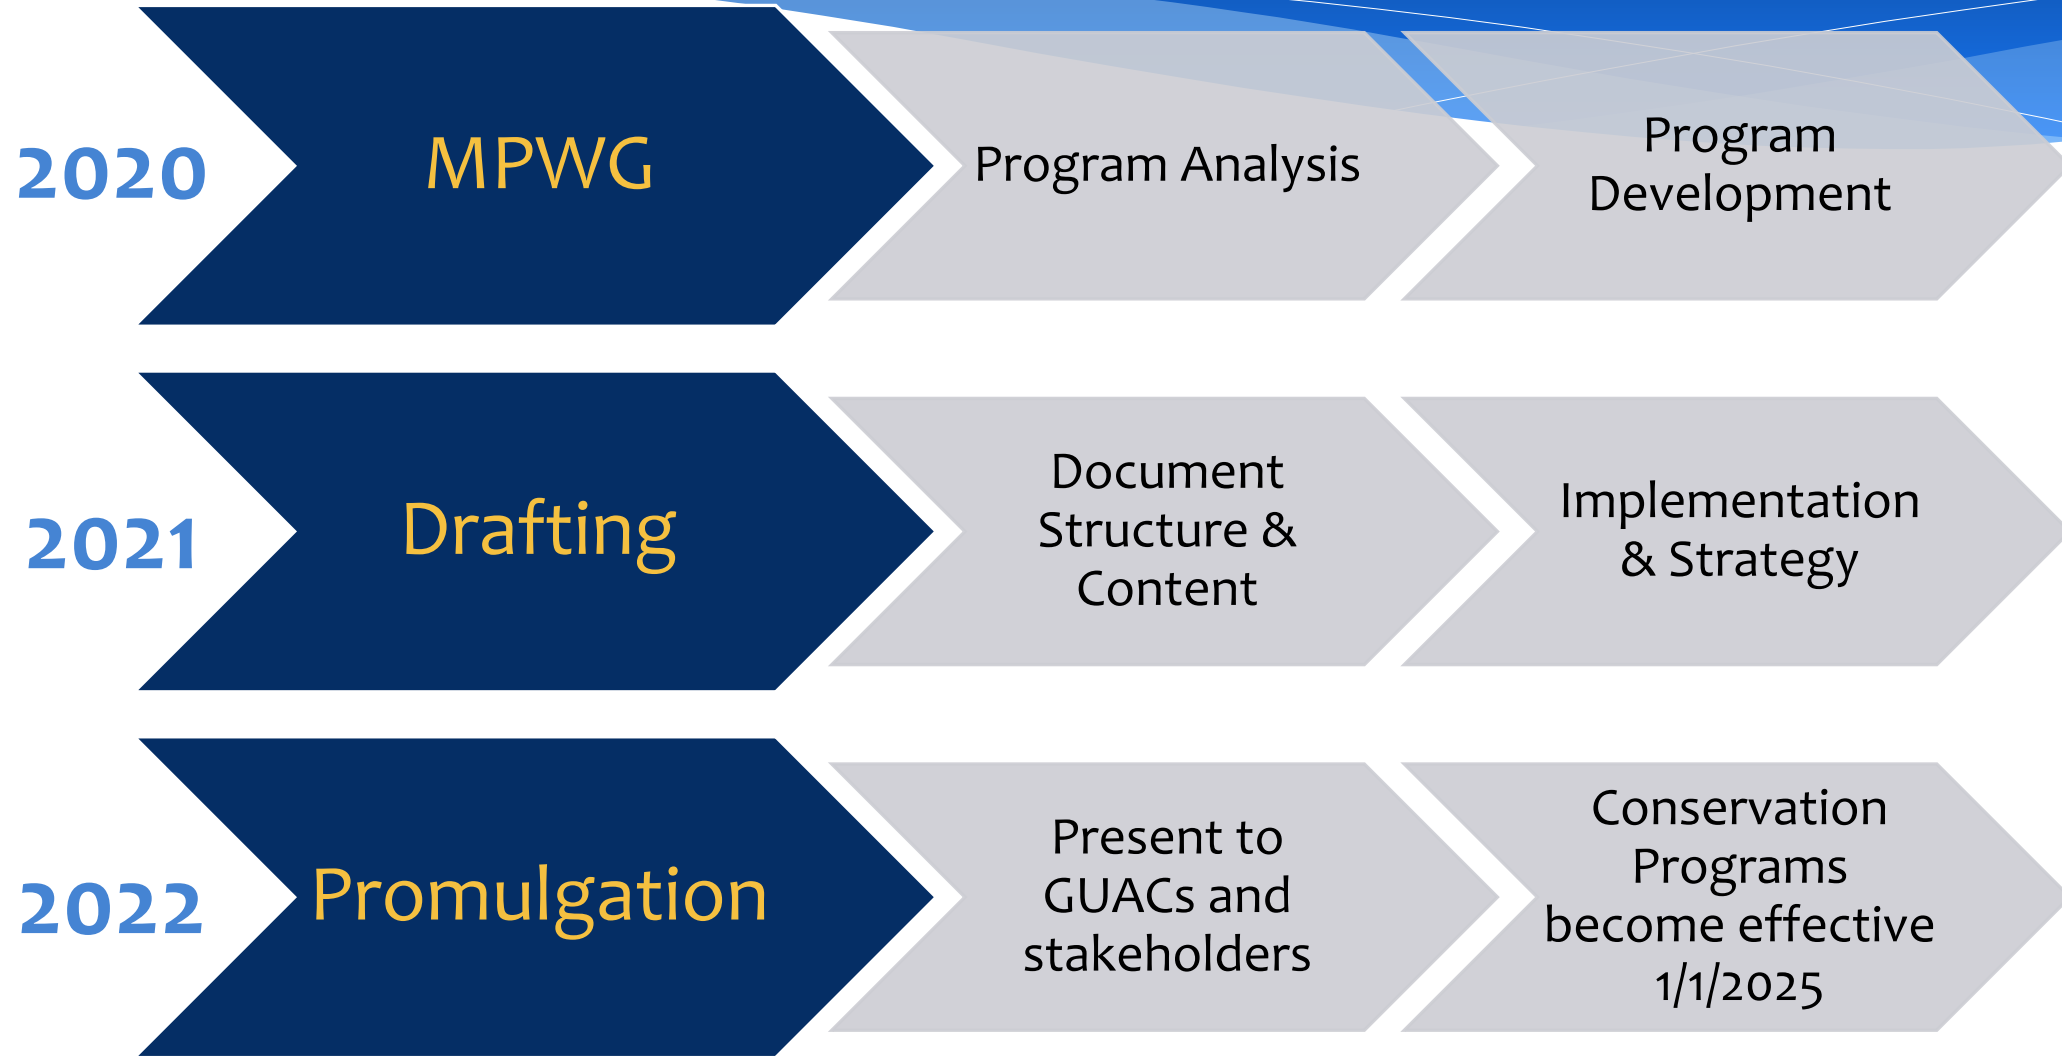 2020
MPWG
Program Analysis
Program
Development
2021
Drafting
Document
Structure &
Content
Implementation
& Strategy
2022
Promulgation
Present to
GUACs and
stakeholders
Conservation
Programs
become effective
1/1/2025